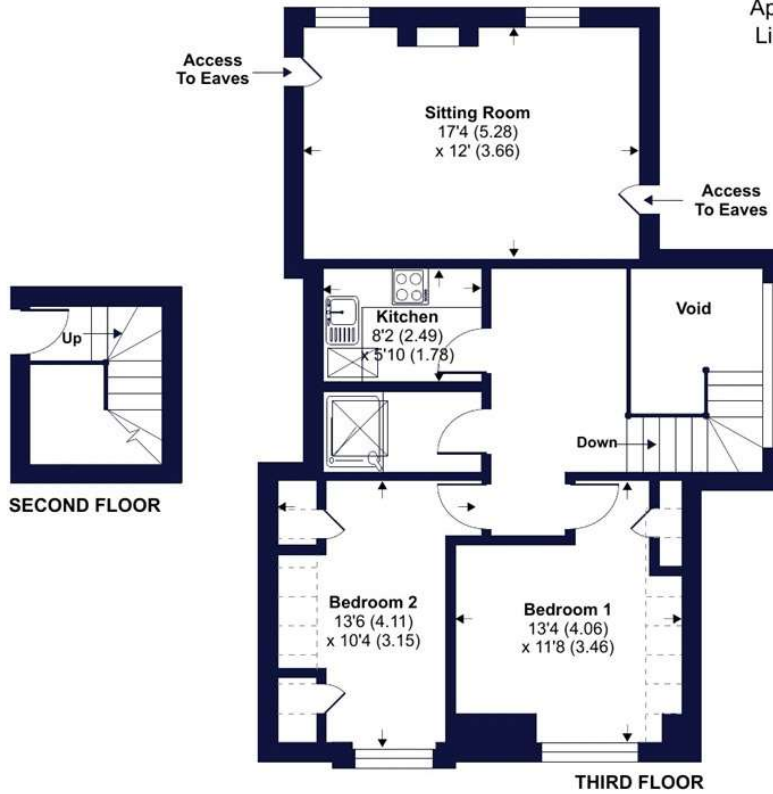 Ap
Li
Access
To Eaves
Sitting Room
17'4 (5.28)
x 12' (3.66)
Access
To Eaves
Kitchen
8'2 (2.49)
x 5'10 (1.78)
Void
Up
Down
SECOND FLOOR
Bedroom 2
13'6 (4.11)
x 10'4 (3.15)
Bedroom 1
13'4 (4.06)
x 11'8 (3.46)
THIRD FLOOR